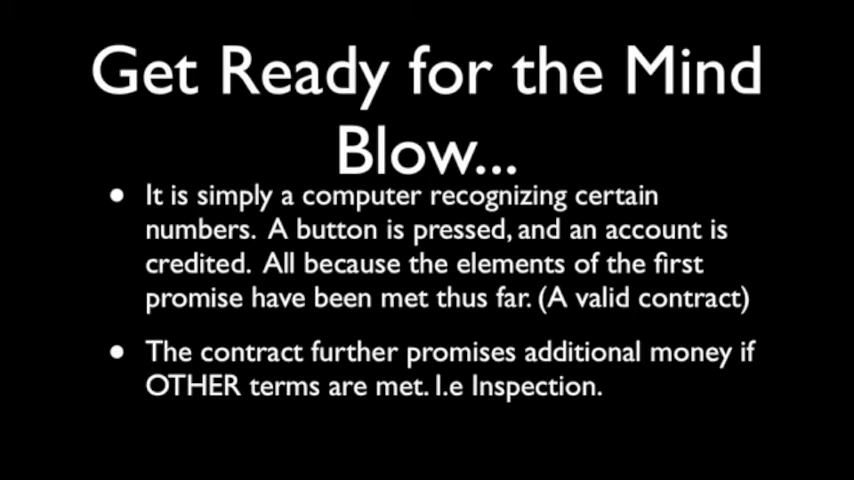 Get Ready for the Mind
Blow...
• It is simply a computer recognizing certain
numbers. A button is pressed, and an account is
credited. All because the elements of the first
promise have been met thus far. (A valid contract)
• The contract further promises additional money if
OTHER terms are met. I.e Inspection.